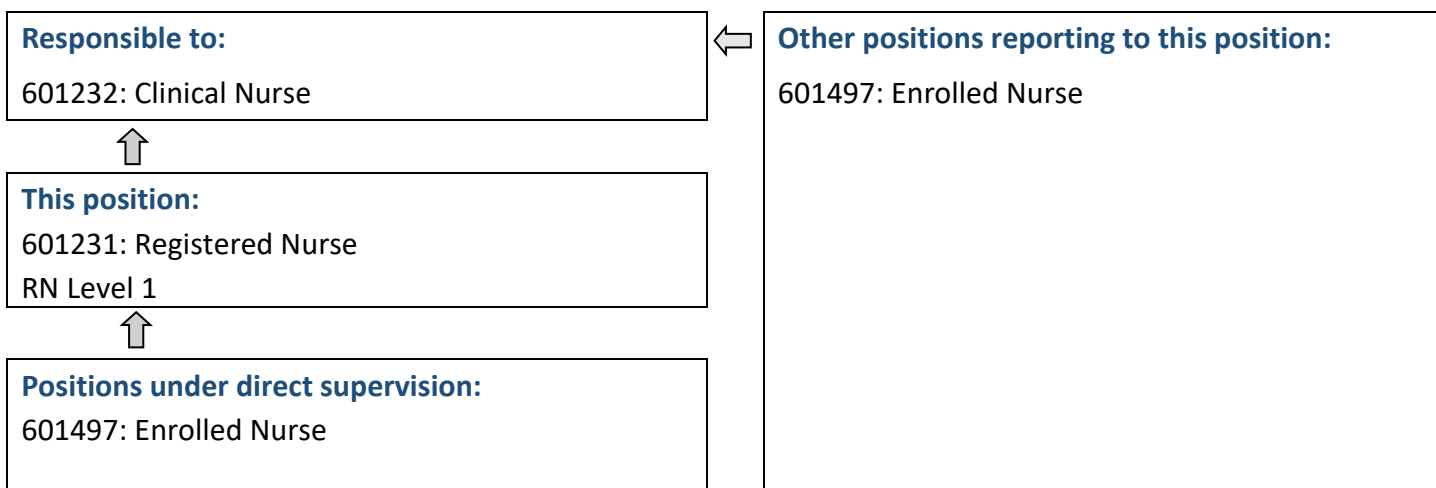 Responsible to:
601232: Clinical Nurse
This position:
601231: Registered Nurse
RN Level 1
Positions under direct supervision:
601497: Enrolled Nurse
Other positions reporting to this position:
601497: Enrolled Nurse